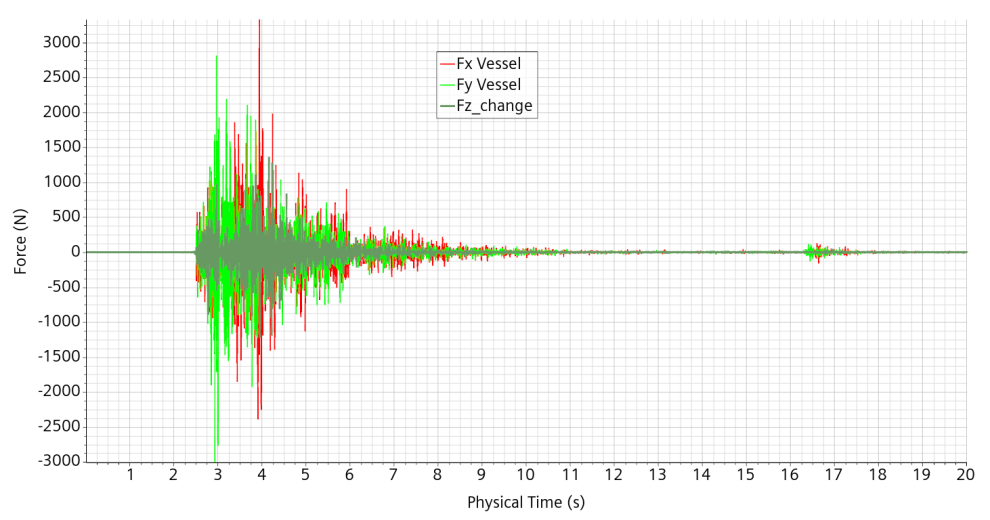 3000
2500
2000
1500
1000
500
0
-500
-1000
-1500
-2000
-2500
-3000
Force (N)
Fx Vessel
Fy Vessel
Fz_change
1 2 3 4 5 6 7 8 9 10 11 12 13 14 15 16 17 18 19 20
Physical Time (s)